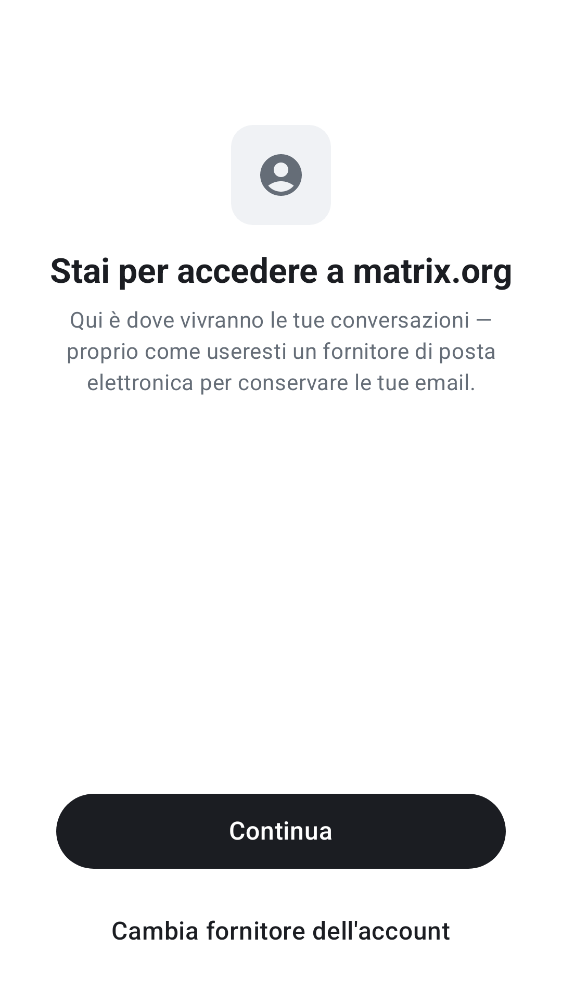 Stai per accedere a matrix.org
Qui è dove vivranno le tue conversazioni —
proprio come useresti un fornitore di posta
elettronica per conservare le tue email.
Continua
Cambia fornitore dell'account